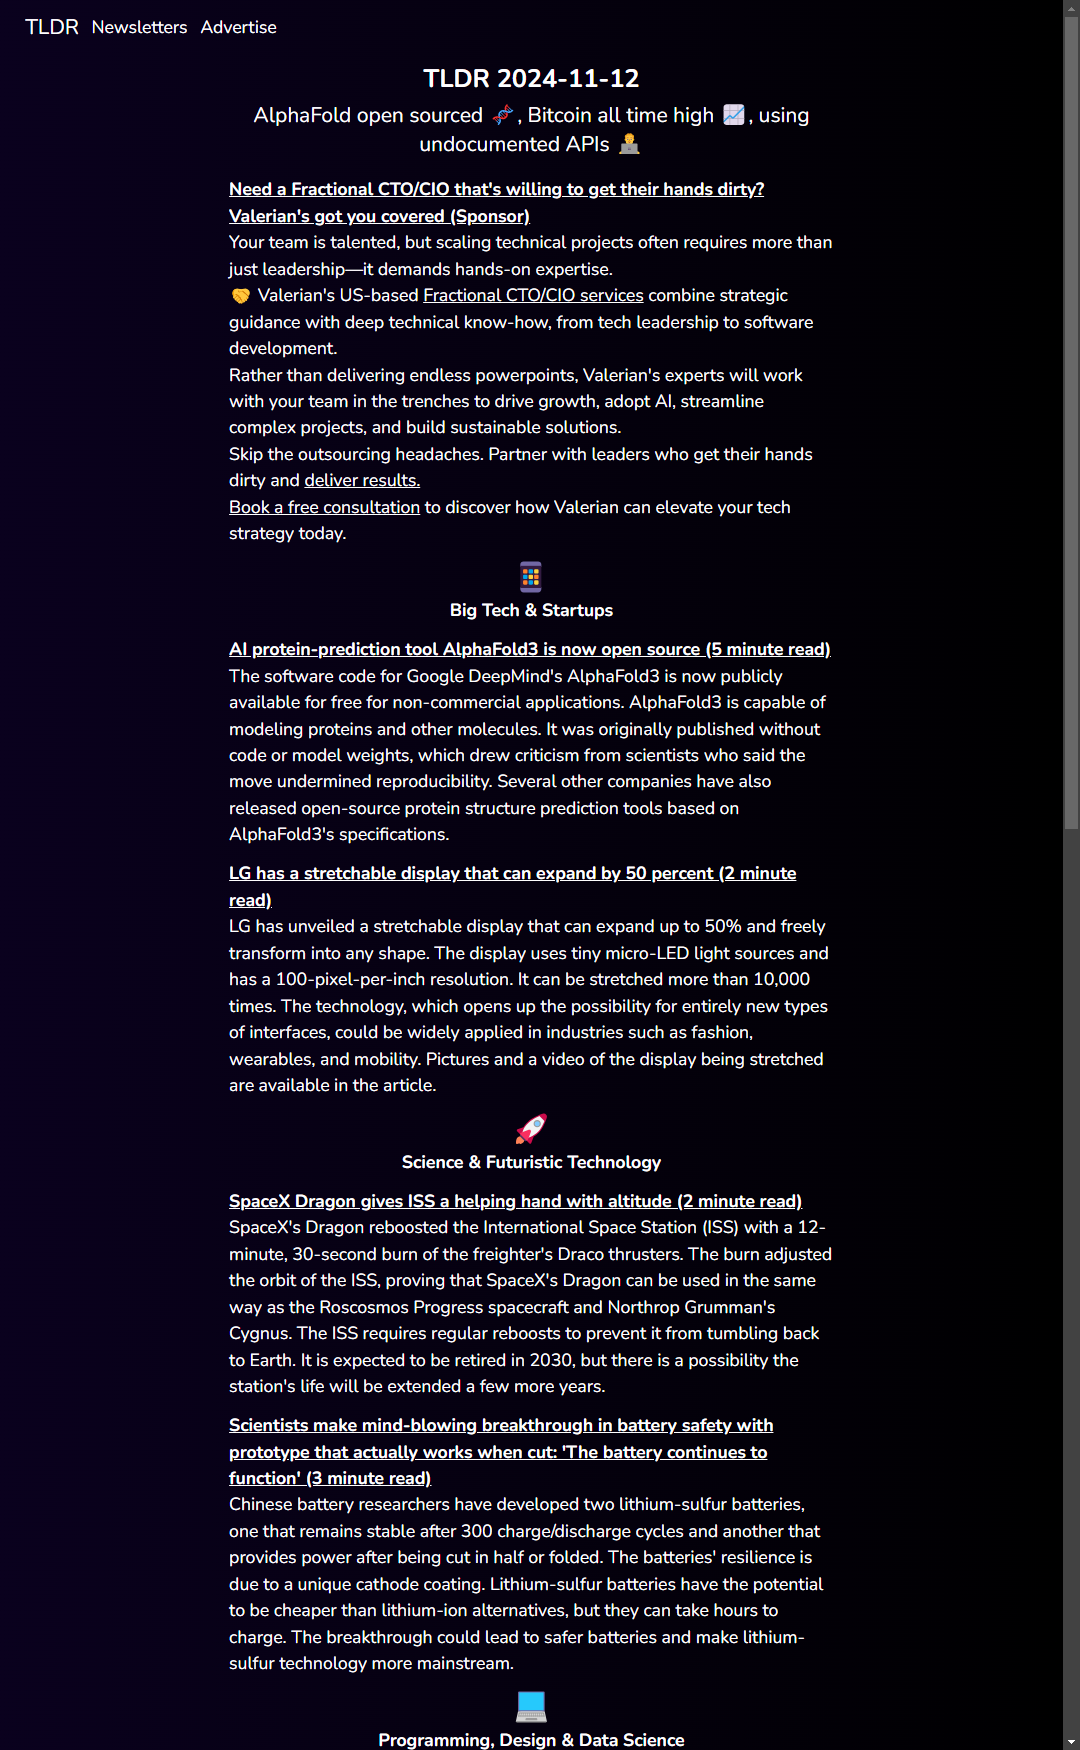 TLDR Newsletters Advertise
TLDR 2024-11-12
AlphaFold open sourced 🧬, Bitcoin all time high 📈, using
undocumented APIs 🧑‍💻
Need a Fractional CTO/CIO that's willing to get their hands dirty?
Valerian's got you covered (Sponsor)
Your team is talented, but scaling technical projects often requires more than
just leadership—it demands hands-on expertise.
🤝 Valerian's US-based Fractional CTO/CIO services combine strategic
guidance with deep technical know-how, from tech leadership to software
development.
Rather than delivering endless powerpoints, Valerian's experts will work
with your team in the trenches to drive growth, adopt AI, streamline
complex projects, and build sustainable solutions.
Skip the outsourcing headaches. Partner with leaders who get their hands
dirty and deliver results.
Book a free consultation to discover how Valerian can elevate your tech
strategy today.
📱
Big Tech & Startups
AI protein-prediction tool AlphaFold3 is now open source (5 minute read)
The software code for Google DeepMind's AlphaFold3 is now publicly
available for free for non-commercial applications. AlphaFold3 is capable of
modeling proteins and other molecules. It was originally published without
code or model weights, which drew criticism from scientists who said the
move undermined reproducibility. Several other companies have also
released open-source protein structure prediction tools based on
AlphaFold3's specifications.
LG has a stretchable display that can expand by 50 percent (2 minute
read)
LG has unveiled a stretchable display that can expand up to 50% and freely
transform into any shape. The display uses tiny micro-LED light sources and
has a 100-pixel-per-inch resolution. It can be stretched more than 10,000
times. The technology, which opens up the possibility for entirely new types
of interfaces, could be widely applied in industries such as fashion,
wearables, and mobility. Pictures and a video of the display being stretched
are available in the article.
🚀
Science & Futuristic Technology
SpaceX Dragon gives ISS a helping hand with altitude (2 minute read)
SpaceX's Dragon reboosted the International Space Station (ISS) with a 12-
minute, 30-second burn of the freighter's Draco thrusters. The burn adjusted
the orbit of the ISS, proving that SpaceX's Dragon can be used in the same
way as the Roscosmos Progress spacecraft and Northrop Grumman's
Cygnus. The ISS requires regular reboosts to prevent it from tumbling back
to Earth. It is expected to be retired in 2030, but there is a possibility the
station's life will be extended a few more years.
Scientists make mind-blowing breakthrough in battery safety with
prototype that actually works when cut: 'The battery continues to
function' (3 minute read)
Chinese battery researchers have developed two lithium-sulfur batteries,
one that remains stable after 300 charge/discharge cycles and another that
provides power after being cut in half or folded. The batteries' resilience is
due to a unique cathode coating. Lithium-sulfur batteries have the potential
to be cheaper than lithium-ion alternatives, but they can take hours to
charge. The breakthrough could lead to safer batteries and make lithium-
sulfur technology more mainstream.
💻
Programming, Design & Data Science